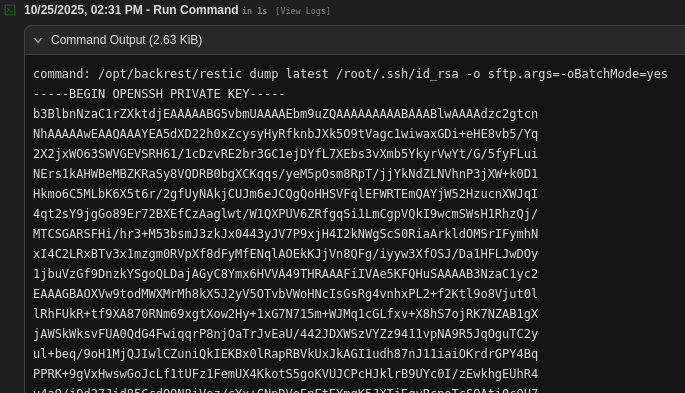 10/25/2025, 02:31 PM - Run Command in 1s [View Logs]
Command Output (2.63 KiB)
command: /opt/backrest/restic dump latest /root/.ssh/id_rsa -o sftp.args=-oBatchMode=yes
-----BEGIN OPENSSH PRIVATE KEY-----
b3BlbnNzaC1rZXktdjEAAAAABG5vbmUAAAAEbm9uZQAAAAAAAAABAAABlwAAAAdzc2gtcn
NhAAAAAwEAAQAAAYEA5dXD22h0xZcysyHyRfknbJXk5O9tVagc1wiwaxGDi+eHE8vb5/Yq
2X2jxWO63SWVGEVSRH61/1cDzvRE2br3GC1ejDYfL7XEbs3vXmb5YkyrVwYt/G/5fyFLui
NErs1kAHWBeMBZKRaSy8VQDRB0bgXCKqqs/yeM5pOsm8RpT/jjYkNdZLNVhnP3jXW+k0D1
Hkmo6C5MLbK6X5t6r/2gfUyNAkjCUJm6eJCQgQoHHSVFqlEFWRTEmQAYjW52HzucnXWJqI
4qt2sY9jgGo89Er72BXEfCzAaglwt/W1QXPUV6ZRfgqSi1LmCgpVQkI9wcmSWsH1RhzQj/
MTCSGARSFHi/hr3+M53bsmJ3zkJx0443yJV7P9xjH4I2kNWgScS0RiaArkldOMSrIFymhN
xI4C2LRxBTv3x1mzgm0RVpXf8dFyMfENqlAOEkKJjVn8QFg/iyyw3XfOSJ/Da1HFLJwDOy
1jbuVzGf9DnzkYSgoQLDajAGyC8Ymx6HVVA49THRAAAFiIVAe5KFQHuSAAAAB3NzaC1yc2
EAAAGBAOXVw9todMWXMrMh8kX5J2yV5OTvbVWoHNcIsGsRg4vnhxPL2+f2Ktl9o8Vjut0l
lRhFUkR+tf9XA870RNm69xgtXow2Hy+1xG7N715m+WJMq1cGLfxv+X8hS7ojRK7NZAB1gX
jAWSkWksvFUA0QdG4FwiqqrP8njOaTrJvEaU/442JDXWSzVYZz9411vpNA9R5JqOguTC2y
ul+beq/9oH1MjQJIwlCZuniQkIEKBx0lRapRBVkUxJkAGI1udh87nJ11iaiOKrdrGPY4Bq
PPRK+9gVxHwswGoJcLf1tUFz1FemUX4KkotS5goKVUJCPcHJklrB9UYc0I/zEwkhgEUhR4